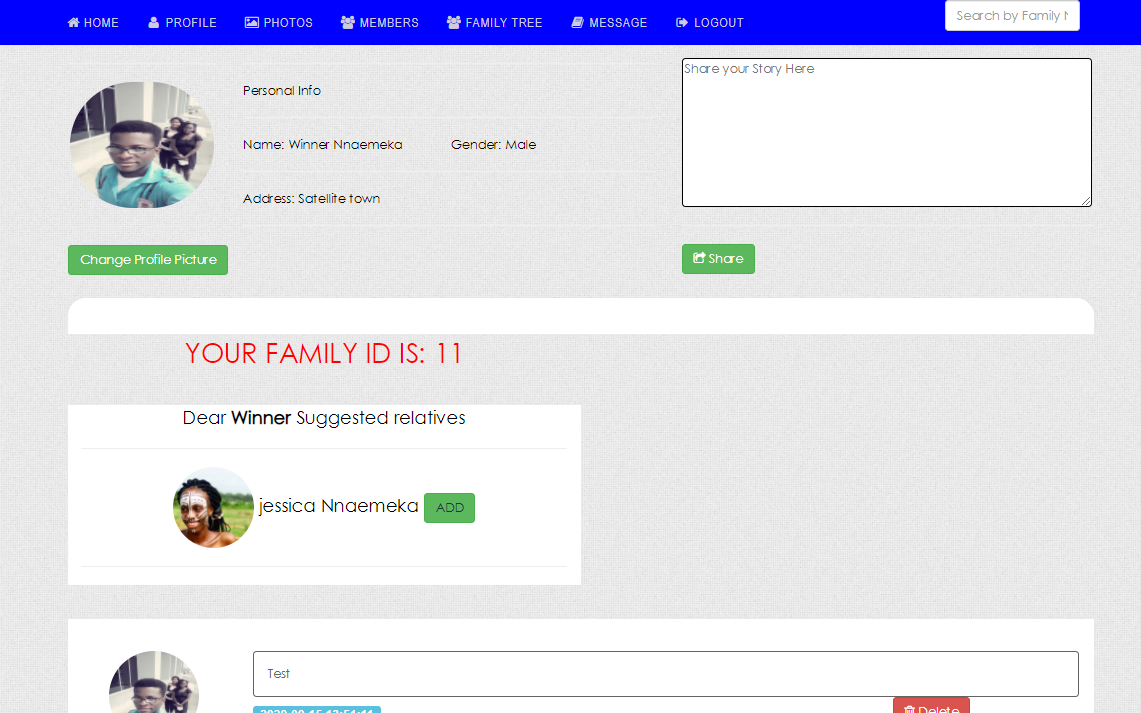 HOME PROFILE PHOTOS MEMBERS FAMILY TREE MESSAGE LOGOUT Search by Family
Share your Story Here
Personal Info
Name: Winner Nnaemeka Gender: Male
Address: Satellite town
Change Profile Picture Share
YOUR FAMILY ID IS: 11
Dear Winner Suggested relatives
jessica Nnaemeka ADD
Test
Delete